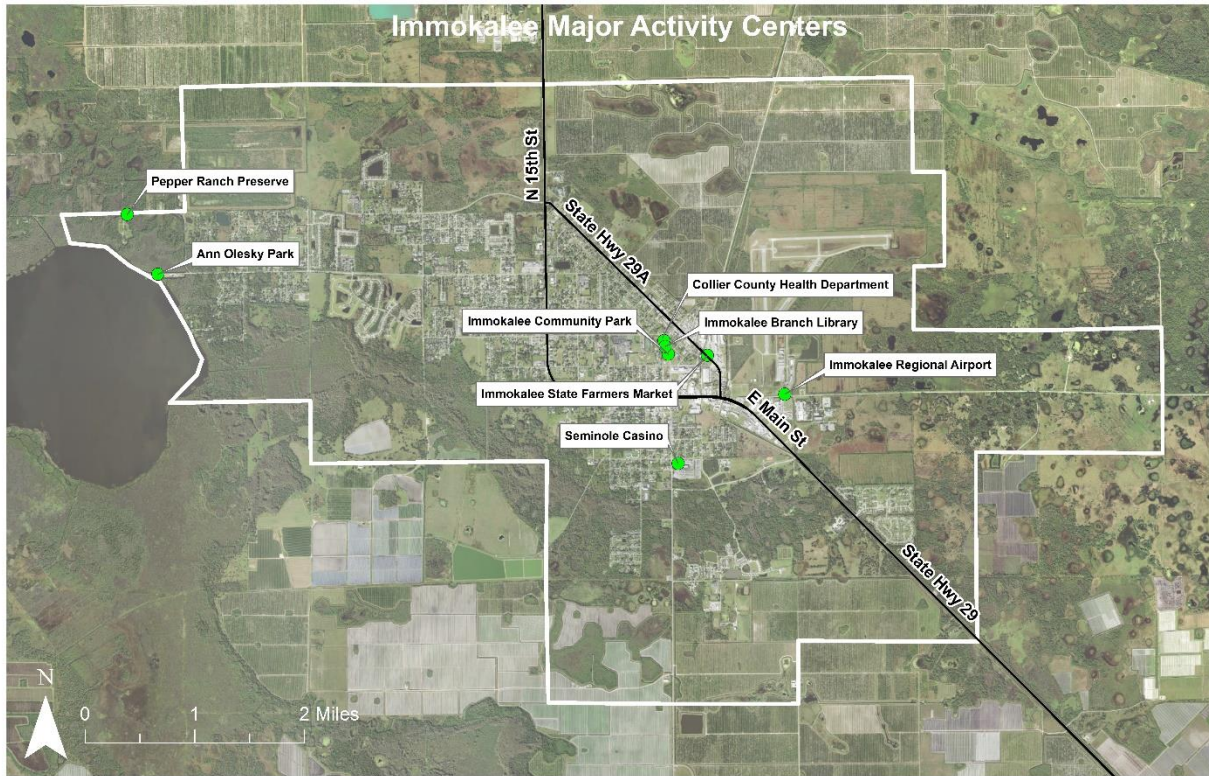 Immokalee Major Activity Centers
N 15th St
Pepper Ranch Preserve
State Hwy 29A
Ann Olesky Park
Collier County Health Department
Immokalee Community Park
Immokalee Branch Library
Immokalee Regional Airport
Immokalee State Farmers Market
E Main St
Seminole Casino
State Hwy 29
N
0 1 2 Miles